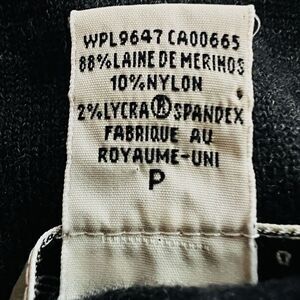 WPL9647 CA00665
88%LAINE DE MERINOS
10%NYLON
2%LYCRA®SPANDEX
FABRIQUE AU
ROYAUME-UNI
P